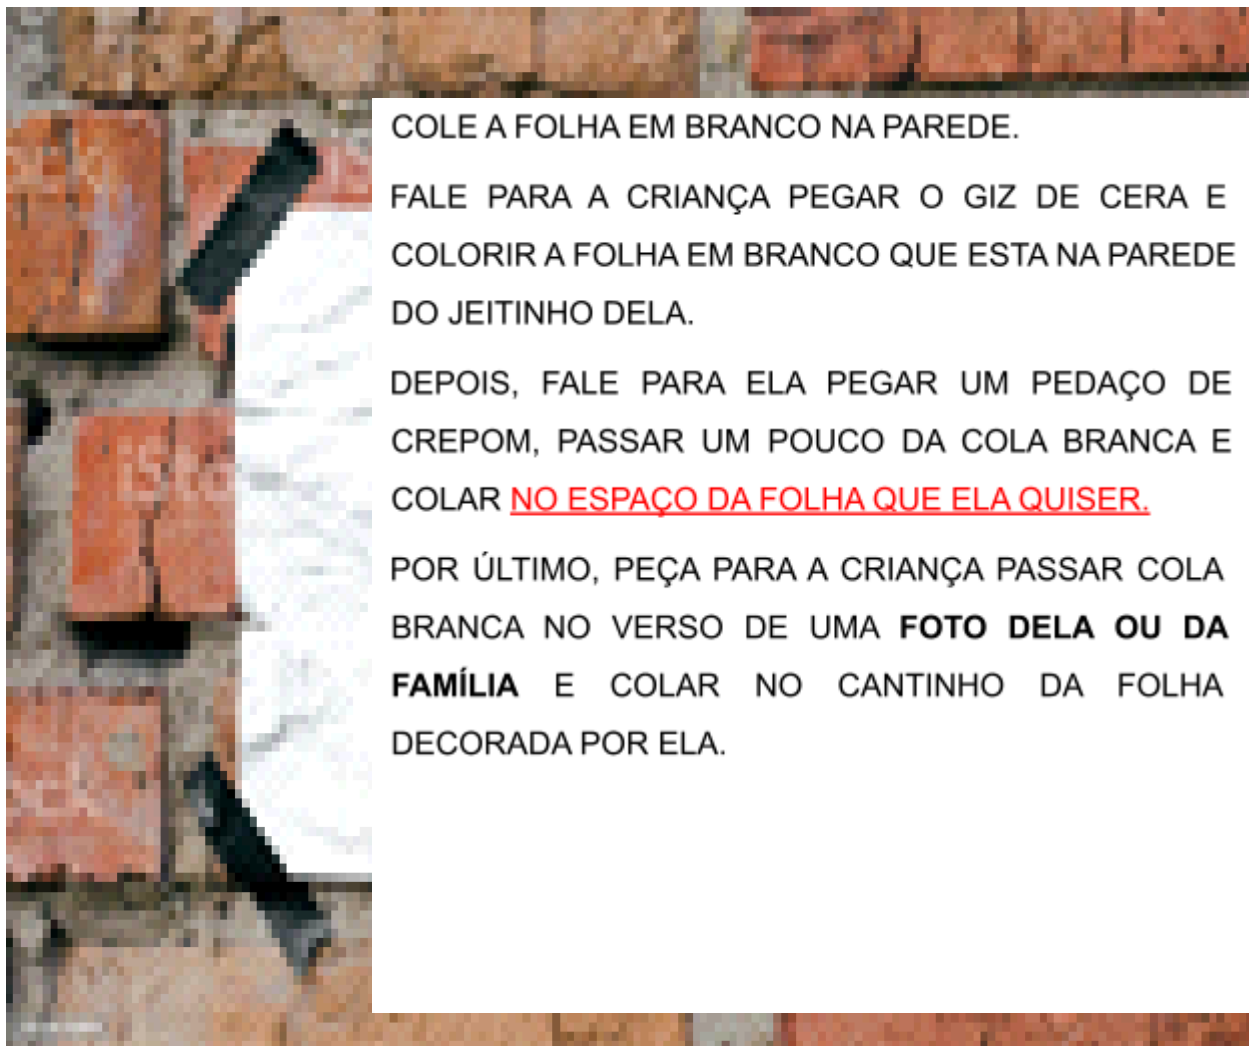 COLE A FOLHA EM BRANCO NA PAREDE.
FALE PARA A CRIANÇA PEGAR O GIZ DE CERA E
COLORIR A FOLHA EM BRANCO QUE ESTA NA PAREDE
DO JEITINHO DELA.
DEPOIS, FALE PARA ELA PEGAR UM PEDAÇO DE
CREPOM, PASSAR UM POUCO DA COLA BRANCA E
COLAR NO ESPAÇO DA FOLHA QUE ELA QUISER.
POR ÚLTIMO, PEÇA PARA A CRIANÇA PASSAR COLA
BRANCA NO VERSO DE UMA FOTO DELA OU DA
FAMÍLIA E COLAR NO CANTINHO DA FOLHA
DECORADA POR ELA.